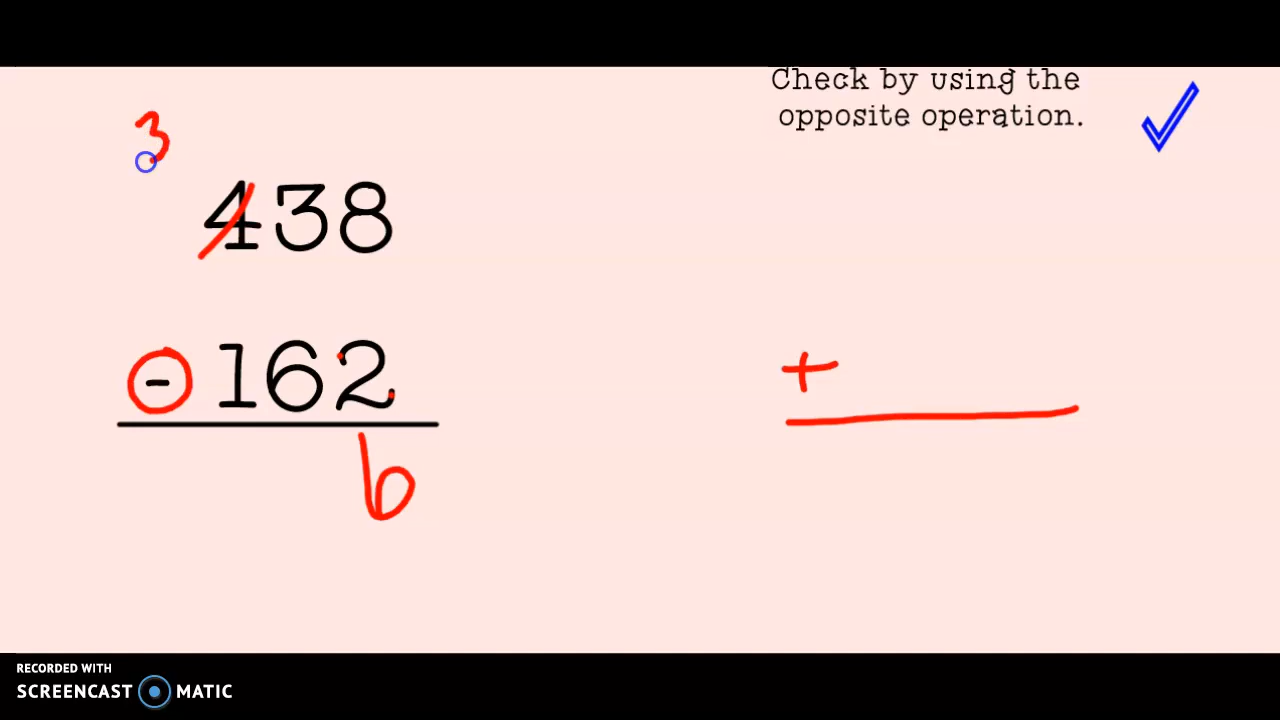 Check by using the
opposite operation.
3
438
- 162
6
+
RECORDED WITH
SCREENCAST MATIC